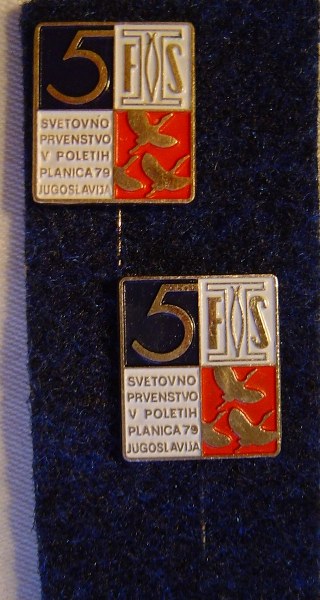 5 FIS
SVETOVNO
PRVENSTVO
V POLETIH
PLANICA 79
JUGOSLAVIJA
5 FIS
SVETOVNO
PRVENSTVO
V POLETIH
PLANICA 79
JUGOSLAVIJA